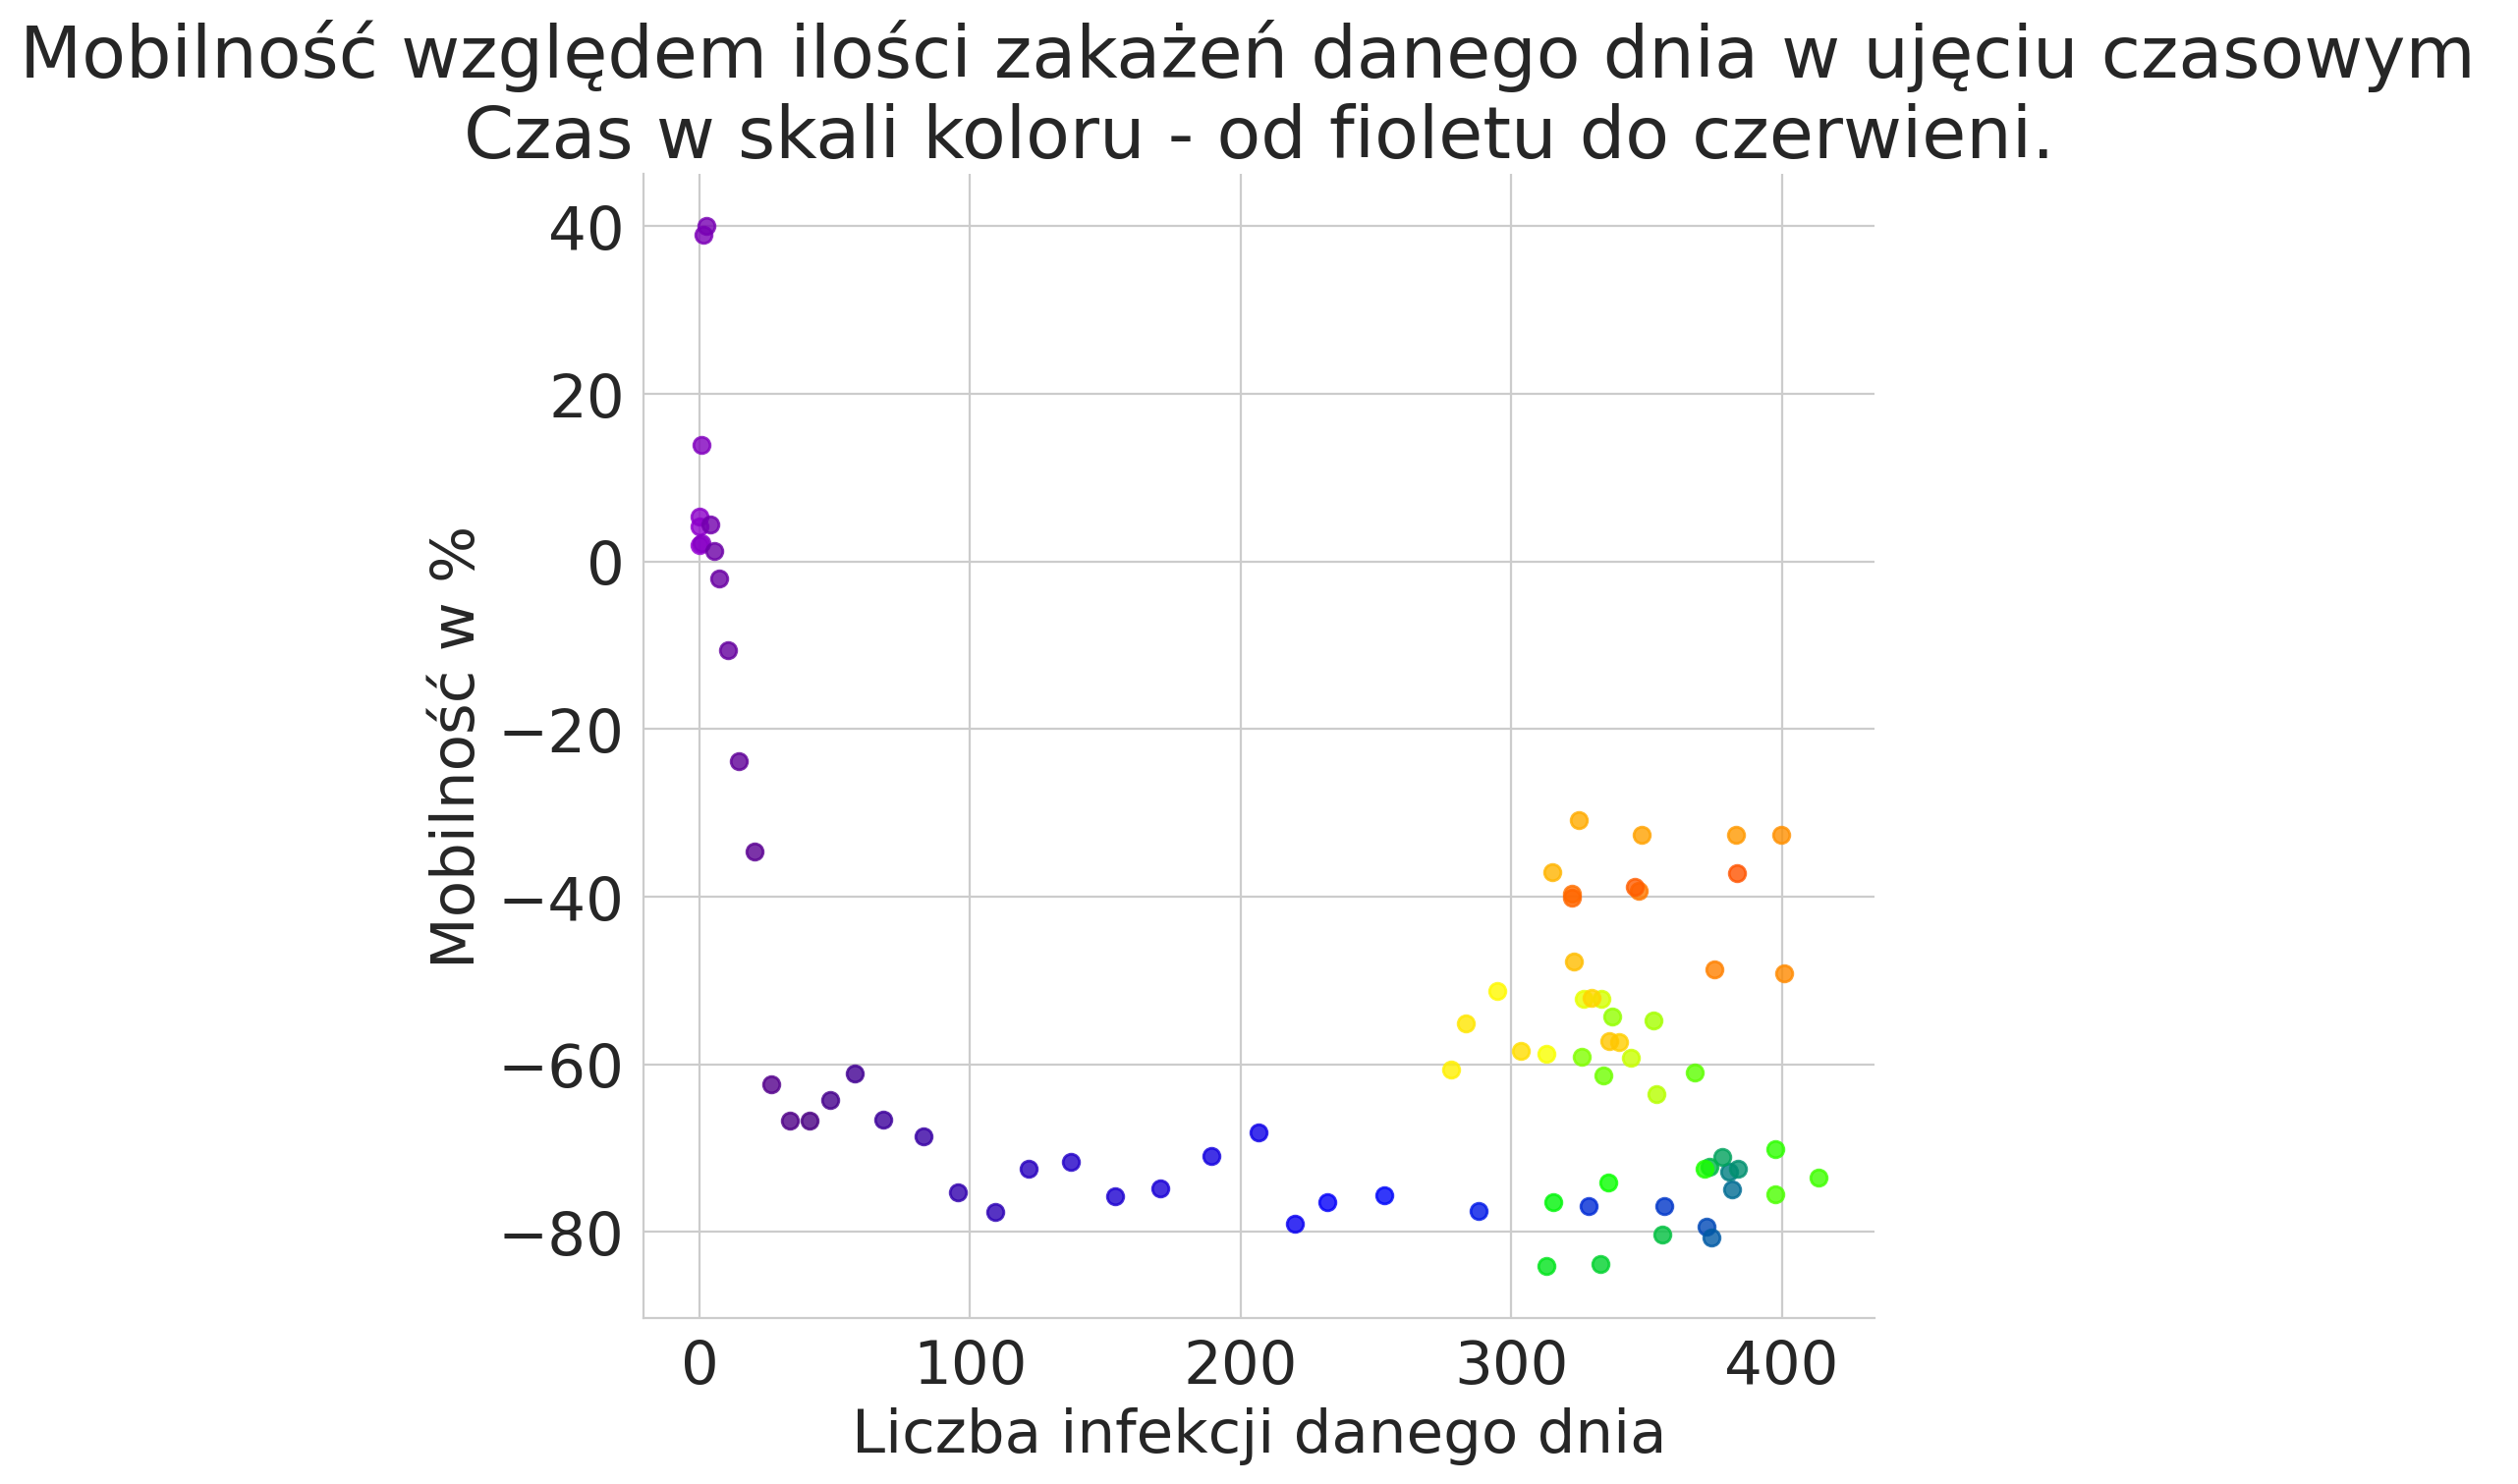 Mobilność względem ilości zakażeń danego dnia w ujęciu czasowym
Czas w skali koloru - od fioletu do czerwieni.
40
20
0
−20
−40
−60
−80
Mobilność w %
0 100 200 300 400
Liczba infekcji danego dnia